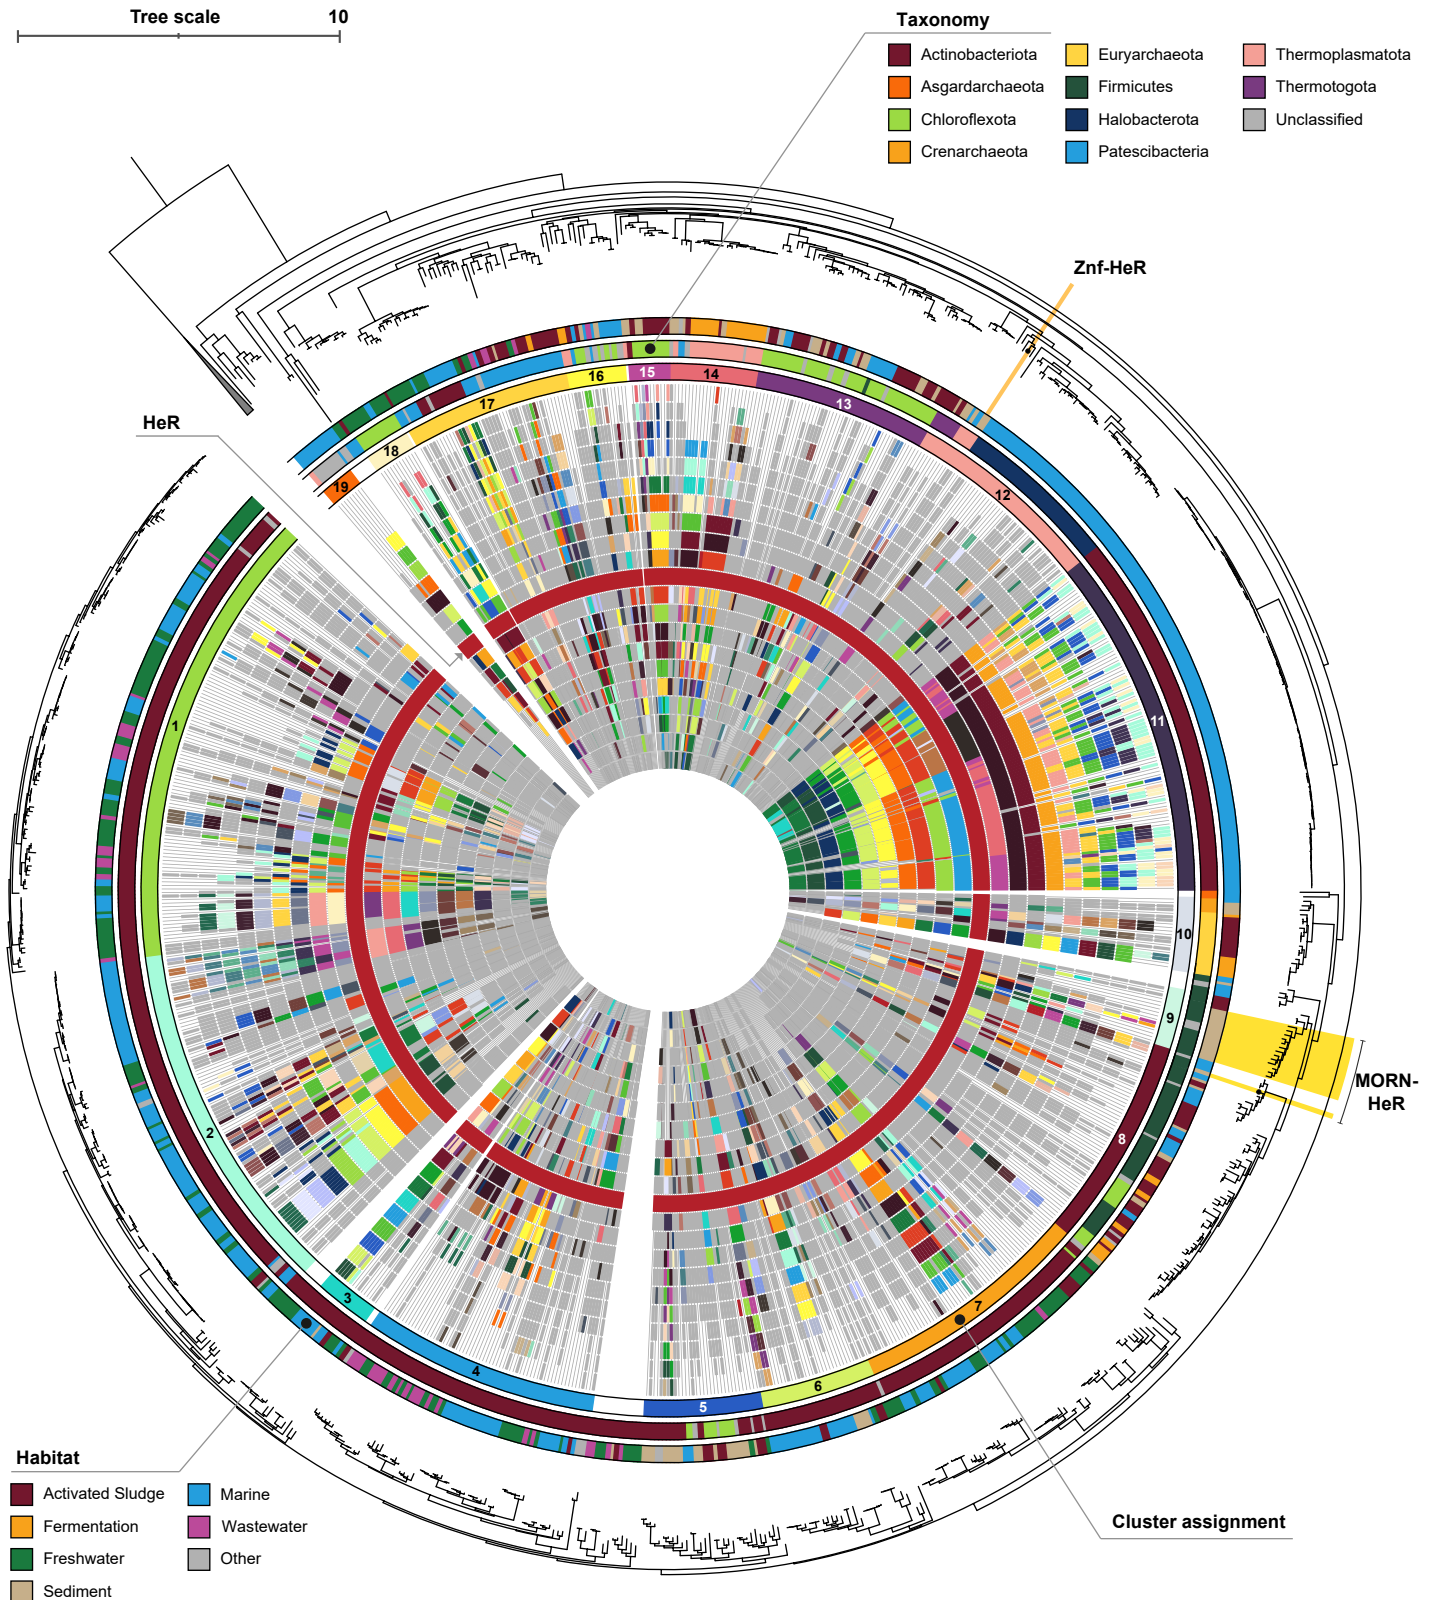 Tree scale
10
Taxonomy
Actinobacteriota
Asgardarchaeota
Chloroflexota
Crenarchaeota
Euryarchaeota
Firmicutes
Halobacterota
Patescibacteria
Thermoplasmatota
Thermotogota
Unclassified
Znf-HeR
HeR
MORN-
HeR
1
2
3
4
5
6
7
8
9
10
11
12
13
14
15
16
17
18
19
Habitat
Activated Sludge
Fermentation
Freshwater
Sediment
Marine
Wastewater
Other
Cluster assignment